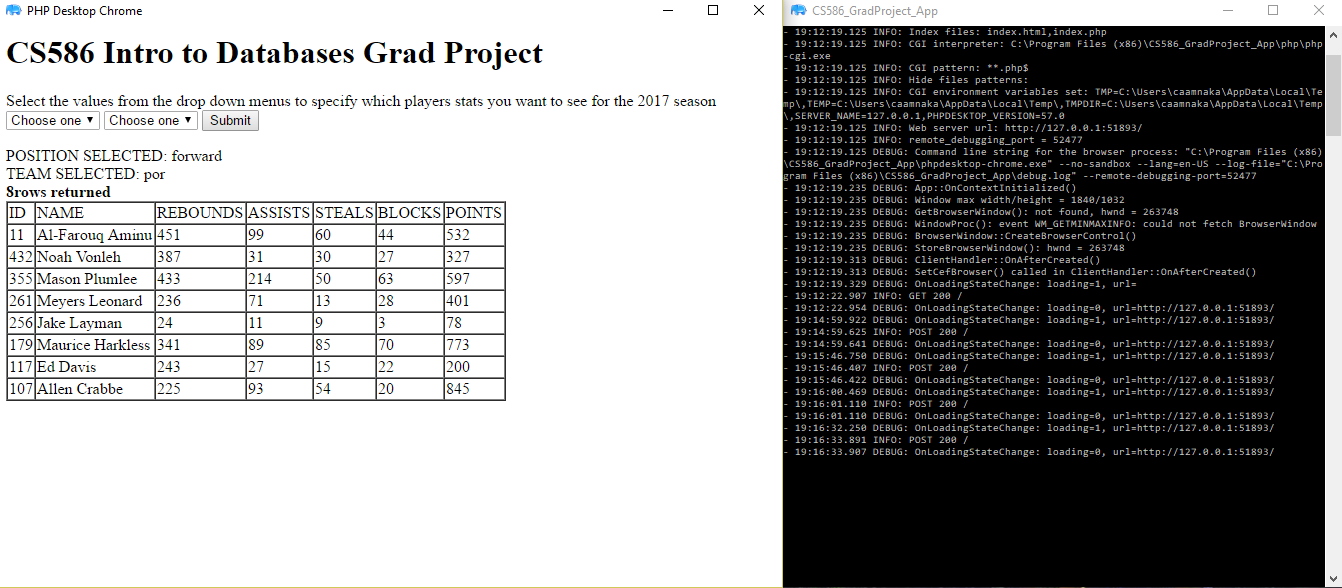 PHP Desktop Chrome
CS586 Intro to Databases Grad Project
Select the values from the drop down menus to specify which players stats you want to see for the 2017 season
Choose one Choose one Submit
POSITION SELECTED: forward
TEAM SELECTED: por
8rows returned
ID NAME REBOUNDS ASSISTS STEALS BLOCKS POINTS
11 Al-Farouq Aminu 451 99 60 44 532
432 Noah Vonleh 387 31 30 27 327
355 Mason Plumlee 433 214 50 63 597
261 Meyers Leonard 236 71 13 28 401
256 Jake Layman 24 11 9 3 78
179 Maurice Harkless 341 89 85 70 773
117 Ed Davis 243 27 15 22 200
107 Allen Crabbe 225 93 54 20 845
CS586_GradProject_App
- 19:12:19.125 INFO: Index files: index.html,index.php
- 19:12:19.125 INFO: CGI interpreter: C:\Program Files (x86)\CS586_GradProject_App\php\php
-cgi.exe
- 19:12:19.125 INFO: CGI pattern: **.php$
- 19:12:19.125 INFO: Hide files patterns:
- 19:12:19.125 INFO: CGI environment variables set: TMP=C:\Users\caamnaka\AppData\Local\Te
mp\,TEMP=C:\Users\caamnaka\AppData\Local\Temp\,TMPDIR=C:\Users\caamnaka\AppData\Local\Temp
\,SERVER_NAME=127.0.0.1,PHPDESKTOP_VERSION=57.0
- 19:12:19.125 INFO: Web server url: http://127.0.0.1:51893/
- 19:12:19.125 INFO: remote_debugging_port = 52477
- 19:12:19.125 DEBUG: Command line string for the browser process: "C:\Program Files (x86)
\CS586_GradProject_App\phpdesktop-chrome.exe" --no-sandbox --lang=en-US --log-file="C:\Pro
gram Files (x86)\CS586_GradProject_App\debug.log" --remote-debugging-port=52477
- 19:12:19.235 DEBUG: App::OnContextInitialized()
- 19:12:19.235 DEBUG: Window max width/height = 1840/1032
- 19:12:19.235 DEBUG: GetBrowserWindow(): not found, hwnd = 263748
- 19:12:19.235 DEBUG: WindowProc(): event WM_GETMINMAXINFO: could not fetch BrowserWindow
- 19:12:19.235 DEBUG: BrowserWindow::CreateBrowserControl()
- 19:12:19.235 DEBUG: StoreBrowserWindow(): hwnd = 263748
- 19:12:19.313 DEBUG: ClientHandler::OnAfterCreated()
- 19:12:19.313 DEBUG: SetCefBrowser() called in ClientHandler::OnAfterCreated()
- 19:12:19.329 DEBUG: OnLoadingStateChange: loading=1, url=
- 19:12:22.907 INFO: GET 200 /
- 19:12:22.954 DEBUG: OnLoadingStateChange: loading=0, url=http://127.0.0.1:51893/
- 19:14:59.922 DEBUG: OnLoadingStateChange: loading=1, url=http://127.0.0.1:51893/
- 19:14:59.625 INFO: POST 200 /
- 19:14:59.641 DEBUG: OnLoadingStateChange: loading=0, url=http://127.0.0.1:51893/
- 19:15:46.750 DEBUG: OnLoadingStateChange: loading=1, url=http://127.0.0.1:51893/
- 19:15:46.407 INFO: POST 200 /
- 19:15:46.422 DEBUG: OnLoadingStateChange: loading=0, url=http://127.0.0.1:51893/
- 19:16:00.469 DEBUG: OnLoadingStateChange: loading=1, url=http://127.0.0.1:51893/
- 19:16:01.110 INFO: POST 200 /
- 19:16:01.110 DEBUG: OnLoadingStateChange: loading=0, url=http://127.0.0.1:51893/
- 19:16:32.250 DEBUG: OnLoadingStateChange: loading=1, url=http://127.0.0.1:51893/
- 19:16:33.891 INFO: POST 200 /
- 19:16:33.907 DEBUG: OnLoadingStateChange: loading=0, url=http://127.0.0.1:51893/